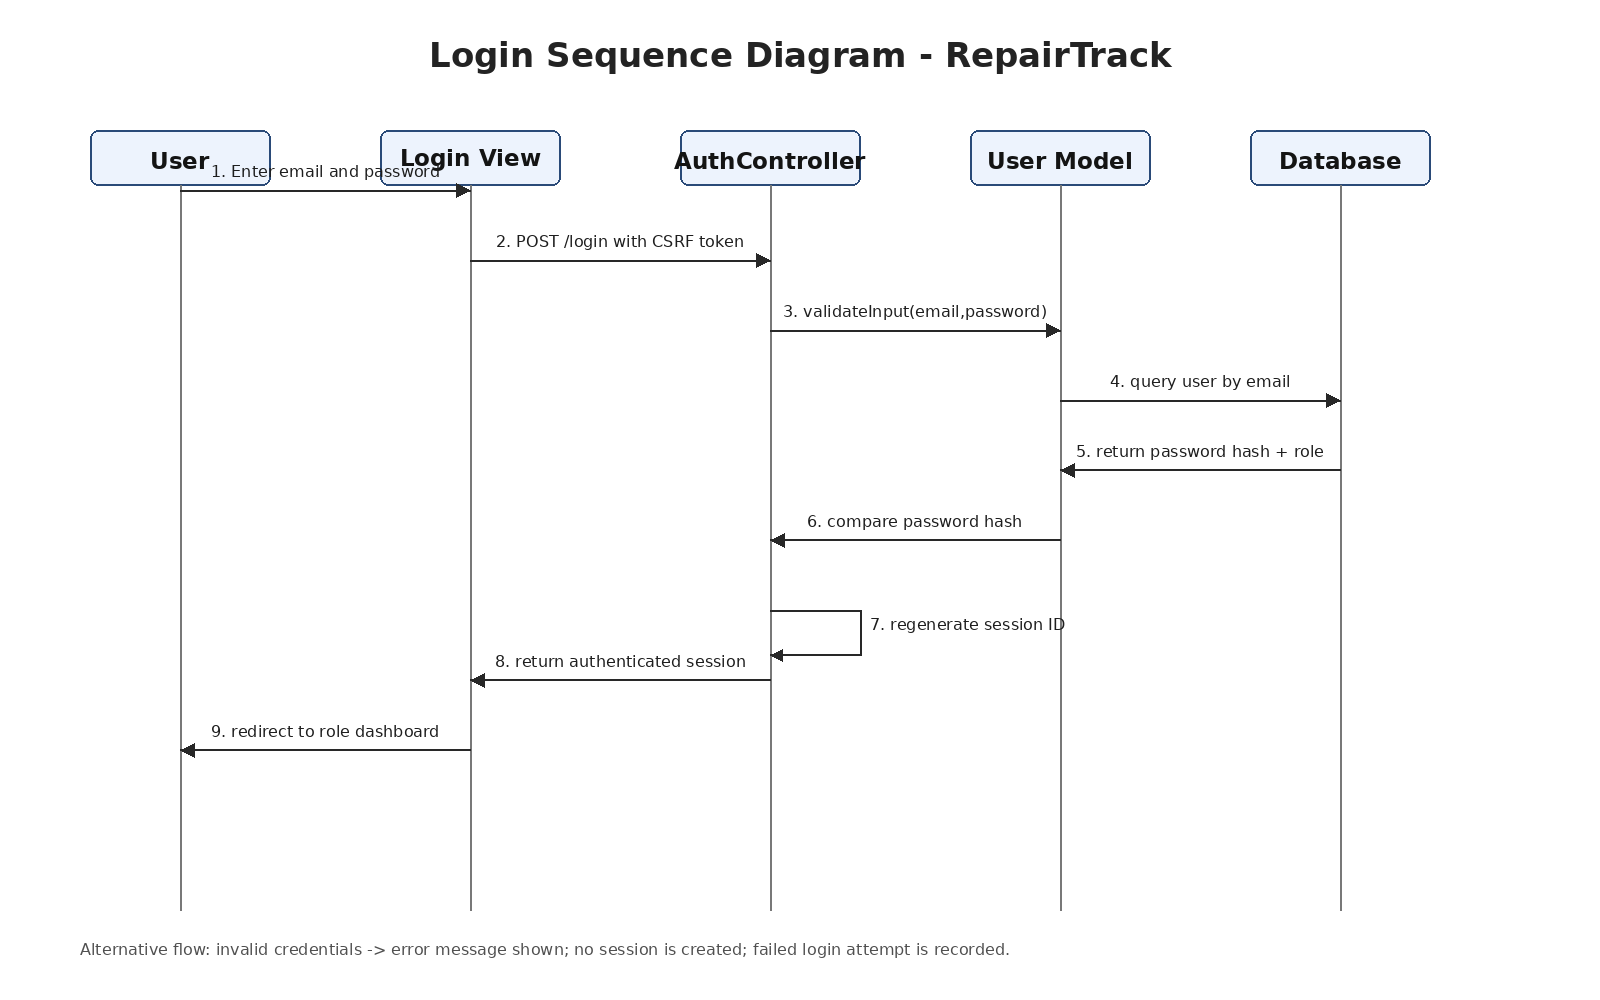 Login Sequence Diagram - RepairTrack
User
Login View
AuthController
User Model
Database
1. Enter email and password
2. POST /login with CSRF token
3. validateInput(email,password)
4. query user by email
5. return password hash + role
6. compare password hash
7. regenerate session ID
8. return authenticated session
9. redirect to role dashboard
Alternative flow: invalid credentials -> error message shown; no session is created; failed login attempt is recorded.